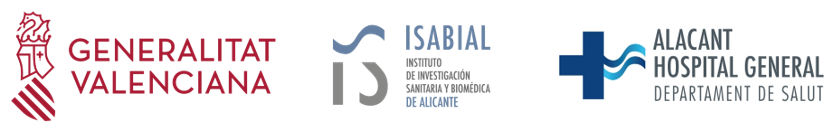 GENERALITAT
VALENCIANA
ISABIAL
INSTITUTO
DE INVESTIGACIÓN
SANITARIA Y BIOMÉDICA
DE ALICANTE
ALACANT
HOSPITAL GENERAL
DEPARTAMENT DE SALUT